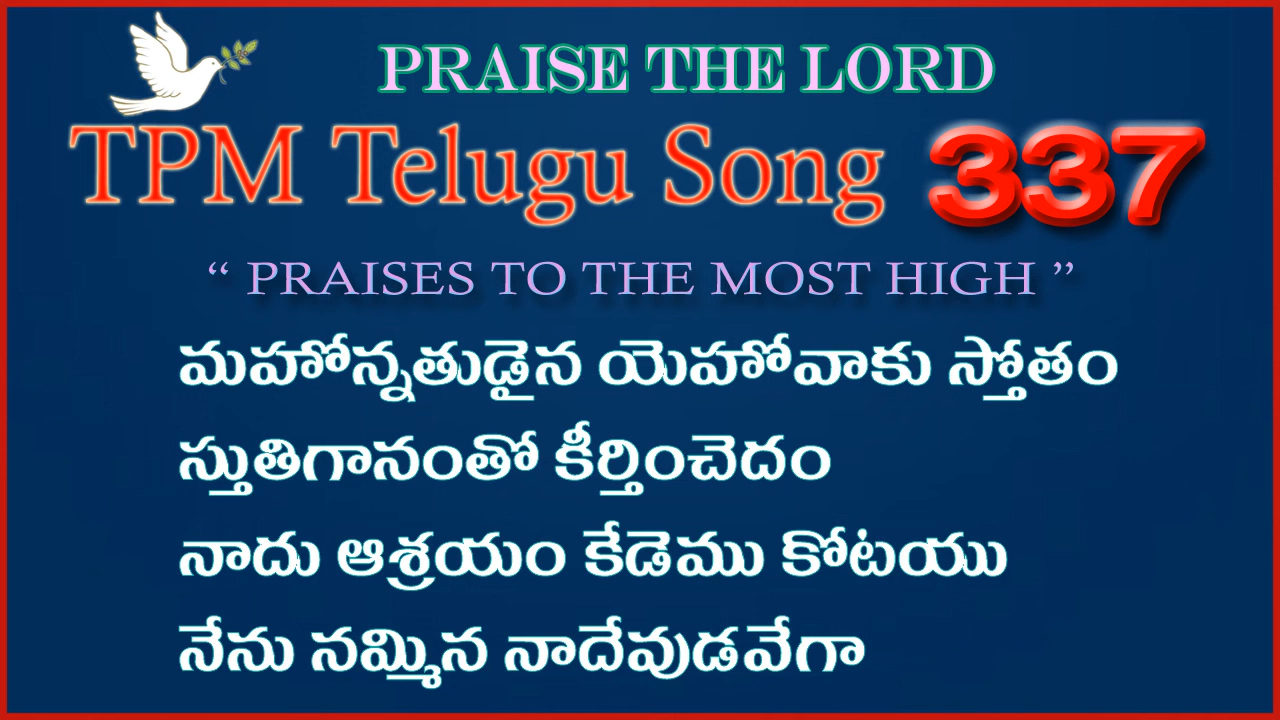 PRAISE THE LORD
TPM Telugu Song 337
“ PRAISES TO THE MOST HIGH ”
మహోన్నతుడైన యెహోవాకు స్తోతం
స్తుతిగానంతో కీర్తించెదం
నాదు ఆశ్రయం కేడెము కోటయు
నేను నమ్మిన నాదేవుడవేగా